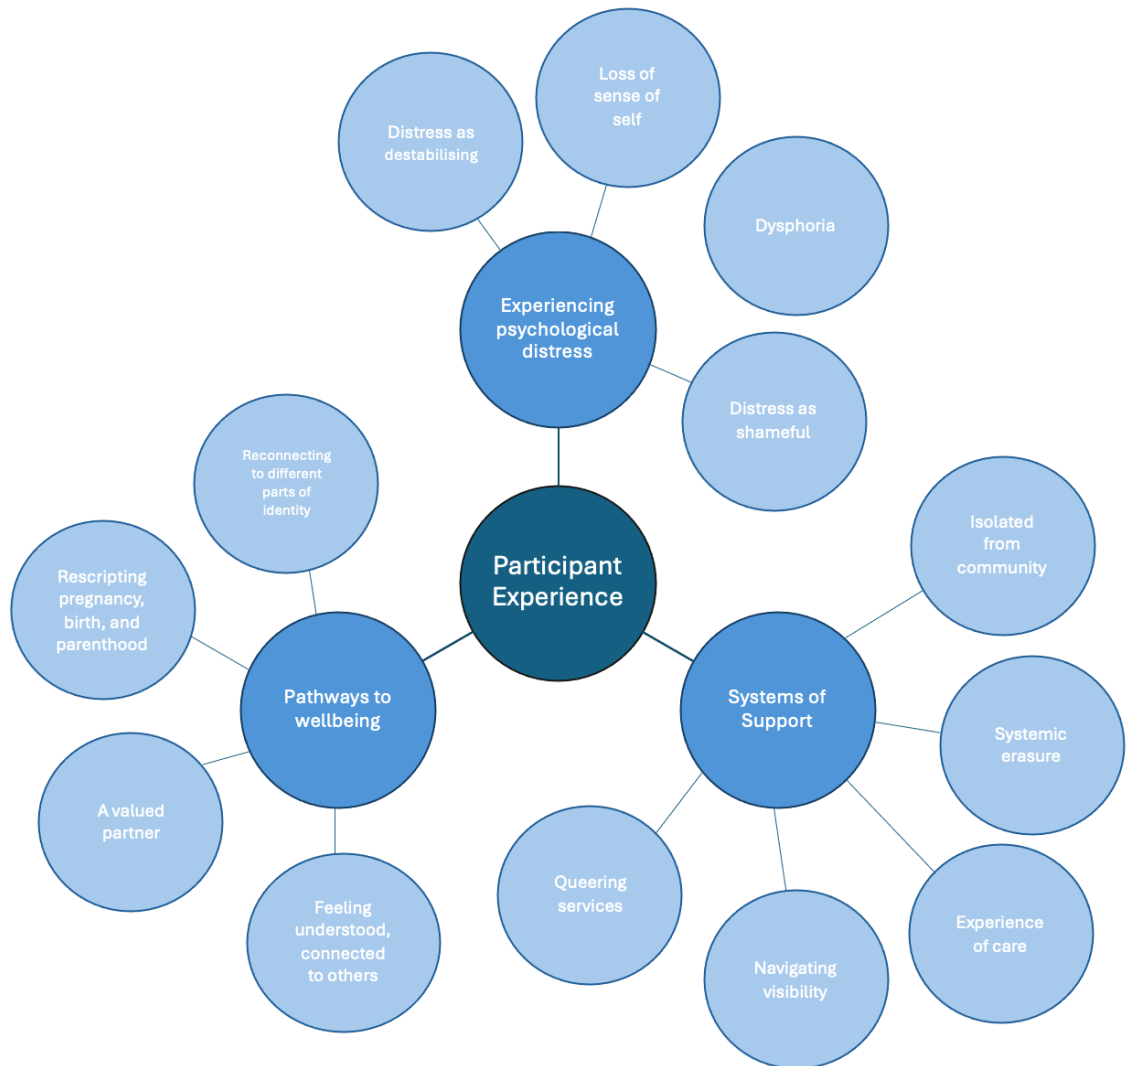 Loss of
sense of
self
Distress as
destabilising
Dysphoria
Experiencing
psychological
distress
Distress as
shameful
Reconnecting
to different
parts of
identity
Isolated
from
community
Participant
Experience
Rescripting
pregnancy,
birth, and
parenthood
Pathways to
wellbeing
Systems of
Support
Systemic
erasure
A valued
partner
Queering
services
Feeling
understood,
connected
to others
Experience
of care
Navigating
visibility